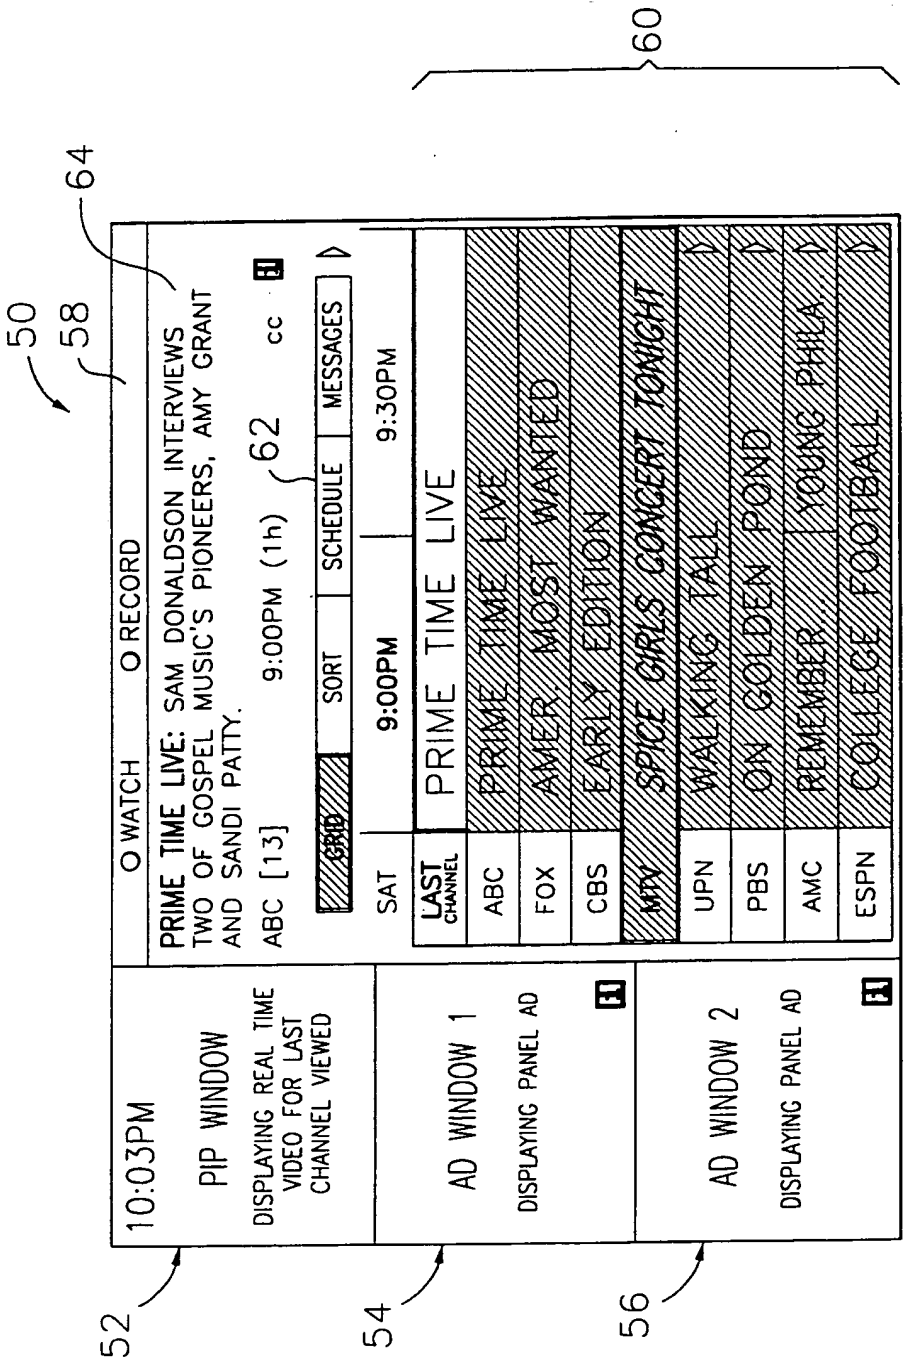 50
58
64
52
10:03PM
PIP WINDOW
DISPLAYING REAL TIME
VIDEO FOR LAST
CHANNEL VIEWED
54
AD WINDOW 1
DISPLAYING PANEL AD
56
AD WINDOW 2
DISPLAYING PANEL AD
O WATCH O RECORD
PRIME TIME LIVE: SAM DONALDSON INTERVIEWS
TWO OF GOSPEL MUSIC'S PIONEERS, AMY GRANT
AND SANDI PATTY.
ABC [13] 9:00PM (1h) cc
62
GRID SORT SCHEDULE MESSAGES
SAT 9:00PM 9:30PM
LAST
CHANNEL
PRIME TIME LIVE
ABC PRIME TIME LIVE
FOX AMER. MOST WANTED
CBS EARLY EDITION
MTV SPICE GIRLS CONCERT TONIGHT
UPN WALKING TALL
PBS ON GOLDEN POND
AMC REMEMBER.. YOUNG PHILA..
ESPN COLLEGE FOOTBALL
60